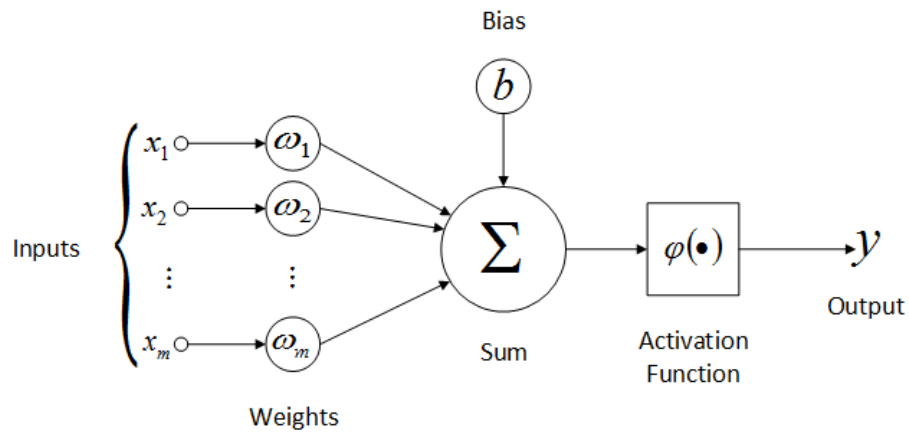 Bias
b
x₁ ω₁
x₂ ω₂
Inputs
⋮ ⋮
Σ
φ(•)
y
Output
xₘ ωₘ
Sum
Activation
Function
Weights